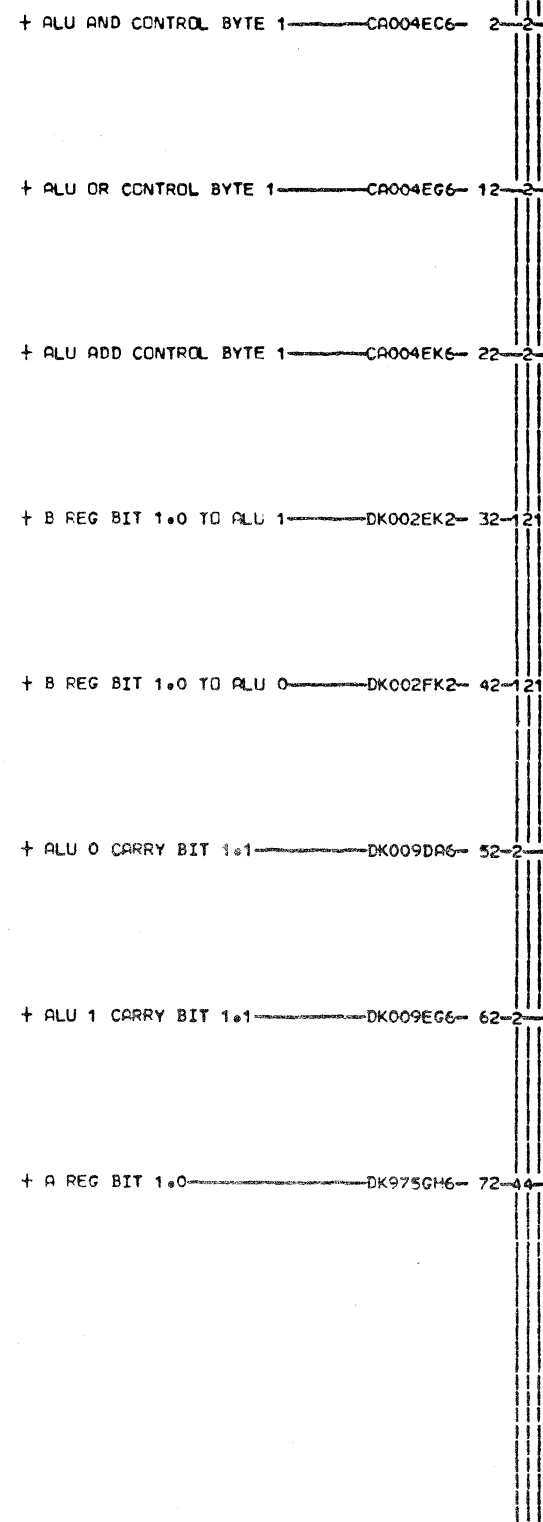 + ALU AND CONTROL BYTE 1 CA004EC6 2 2
+ ALU OR CONTROL BYTE 1 CA004EG6 12 2
+ ALU ADD CONTROL BYTE 1 CA004EK6 22 2
+ B REG BIT 1.0 TO ALU 1 DK002EK2 32 121
+ B REG BIT 1.0 TO ALU 0 DK002FK2 42 121
+ ALU 0 CARRY BIT 1.1 DK009DA6 52 2
+ ALU 1 CARRY BIT 1.1 DK009EG6 62 2
+ A REG BIT 1.0 DK975GH6 72 44